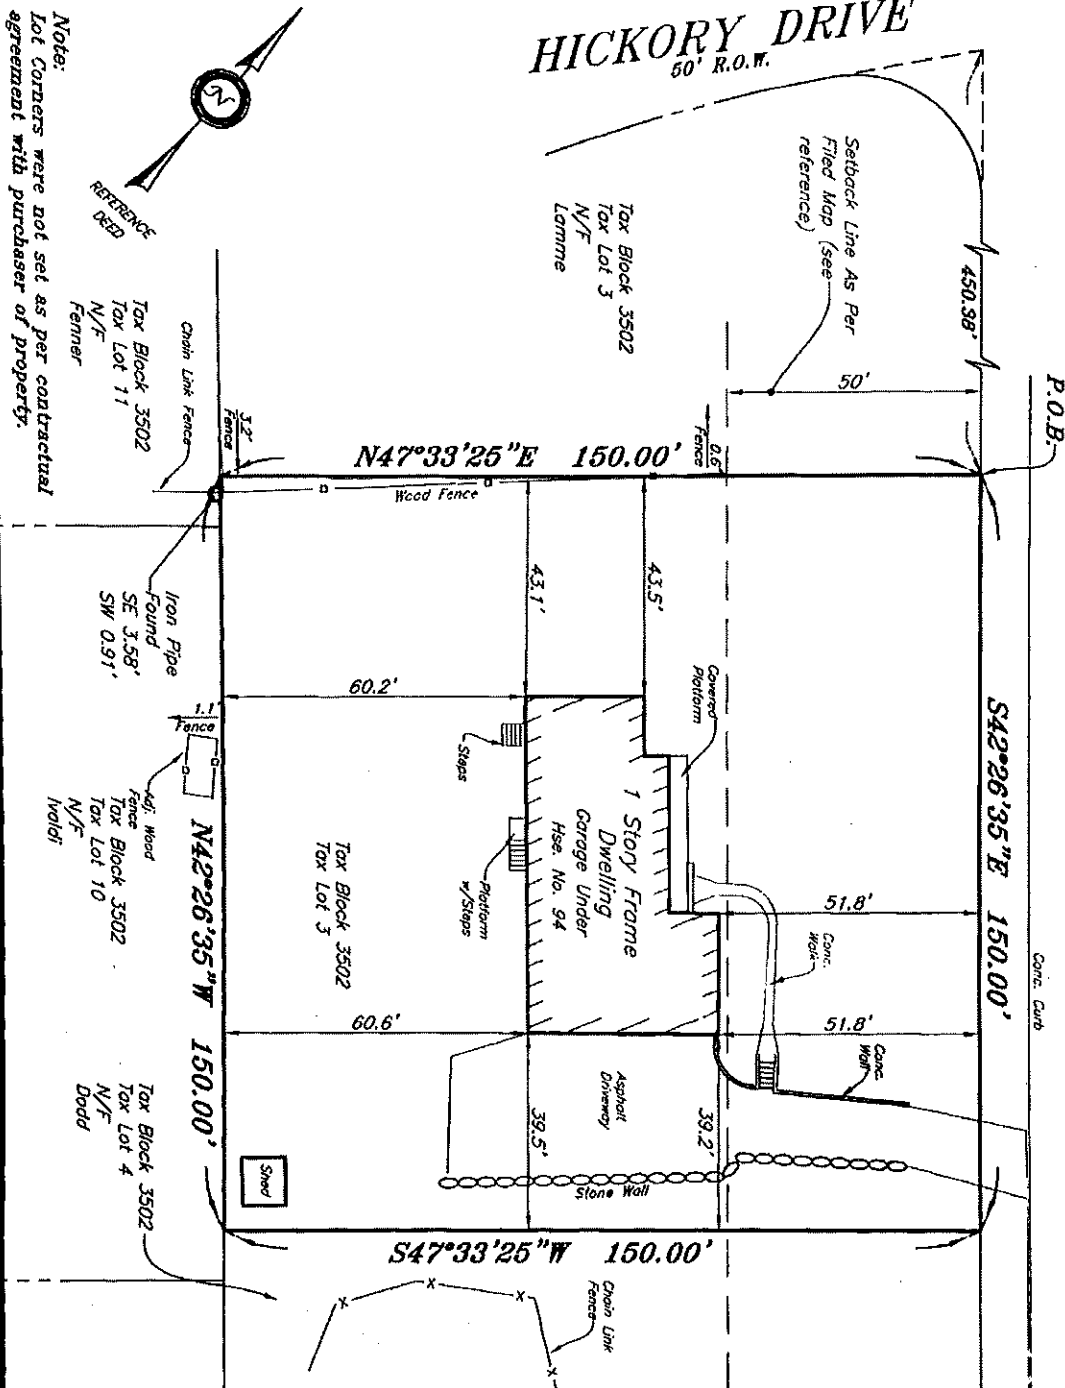 HICKORY DRIVE
50' R.O.W.
N
REFERENCE
DEED
Note:
Lot Corners were not set as per contractual
agreement with purchaser of property.
Setback Line As Per
Filed Map (see
reference)
Tax Block 3502
Tax Lot 3
N/F
Lamme
450.38'
P.O.B.
50'
Tax Block 3502
Tax Lot 11
N/F
Fenner
Chain Link Fence
3.2'
Fence
0.6'
Fence
N47°33'25"E 150.00'
Wood Fence
Iron Pipe
Found
SE 3.58'
SW 0.91'
43.1'
43.5'
S42°26'35"E 150.00'
Conc. Curb
60.2'
1.1'
Fence
Adj. Wood
Fence
Tax Block 3502
Tax Lot 10
N/F
Ivaldi
N42°26'35"W 150.00'
Steps
Platform
w/Steps
Covered
Platform
1 Story Frame
Dwelling
Garage Under
Hse. No. 94
Tax Block 3502
Tax Lot 3
51.8'
Conc.
Walk
51.8'
60.6'
Conc.
Wall
Asphalt
Driveway
39.5'
39.2'
Stone Wall
Shed
Tax Block 3502
Tax Lot 4
N/F
Dodd
S47°33'25"W 150.00'
Chain Link
Fence